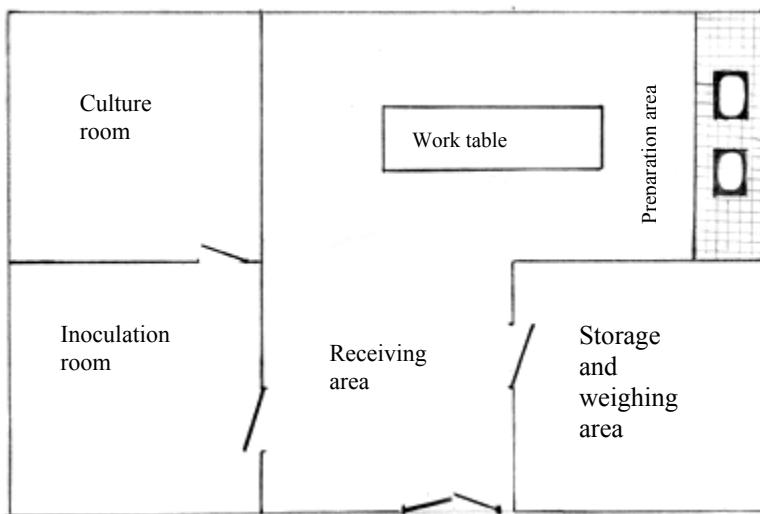 Culture
room
Work table
Preparation area
Inoculation
room
Receiving
area
Storage
and
weighing
area